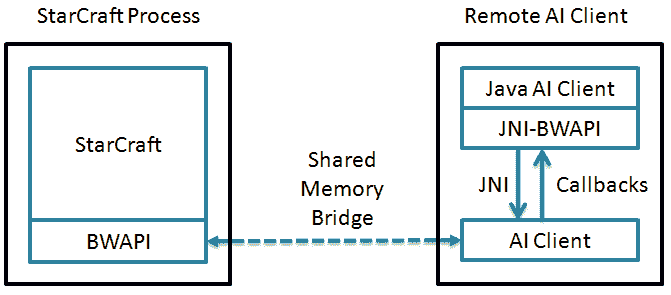 StarCraft Process
StarCraft
BWAPI
Shared
Memory
Bridge
Remote AI Client
Java AI Client
JNI-BWAPI
JNI
Callbacks
AI Client